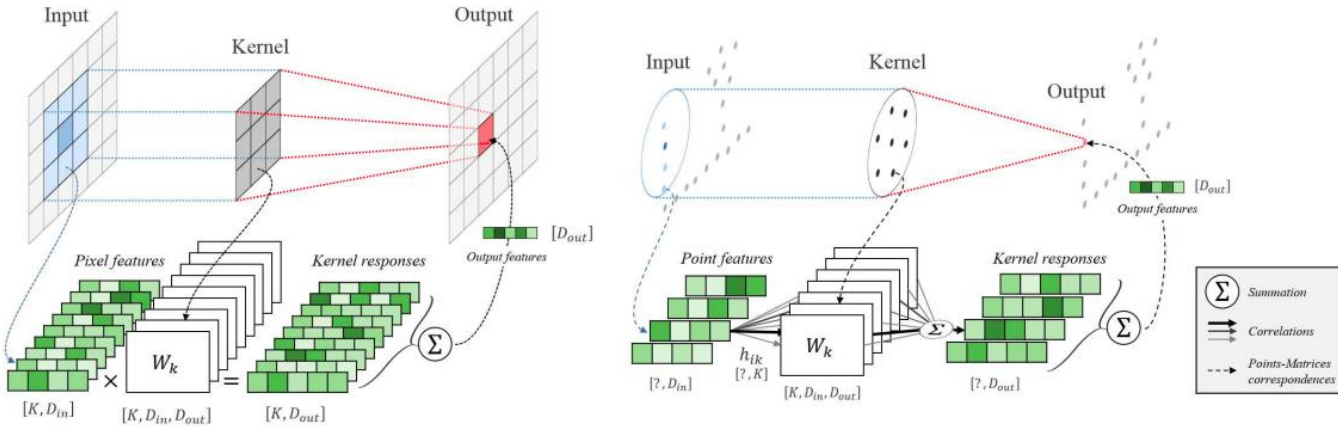 Input
Kernel
Output
[D_out]
Output features
Pixel features
Kernel responses
W_k
×
=
Σ
[K, D_in]
[K, D_in, D_out]
[K, D_out]
Input
Kernel
Output
[D_out]
Output features
Point features
Kernel responses
h_ik
[?, K]
W_k
Σ
Σ
[?, D_in]
[K, D_in, D_out]
[?, D_out]
Σ Summation
Correlations
Points-Matrices
correspondences